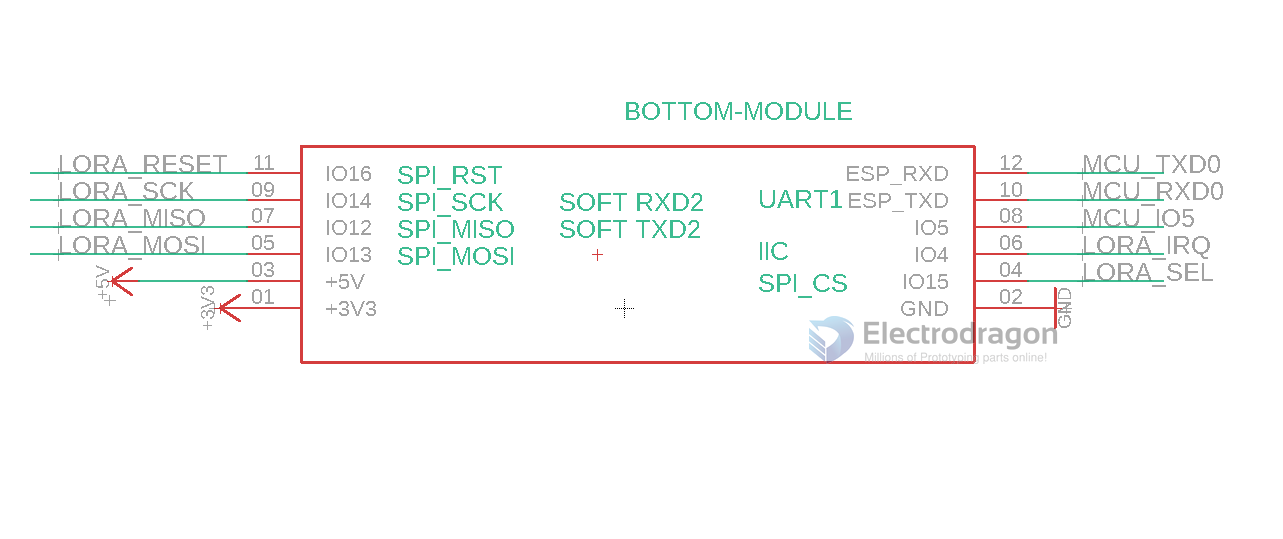 BOTTOM-MODULE
LORA_RESET 11 IO16 SPI_RST ESP_RXD 12 MCU_TXD0
LORA_SCK 09 IO14 SPI_SCK SOFT RXD2 UART1 ESP_TXD 10 MCU_RXD0
LORA_MISO 07 IO12 SPI_MISO SOFT TXD2 IO5 08 MCU_IO5
LORA_MOSI 05 IO13 SPI_MOSI IIC IO4 06 LORA_IRQ
+5V 03 +5V SPI_CS IO15 04 LORA_SEL
+3V3 01 +3V3 GND 02 GND
Electrodragon
Millions of Prototyping parts online!